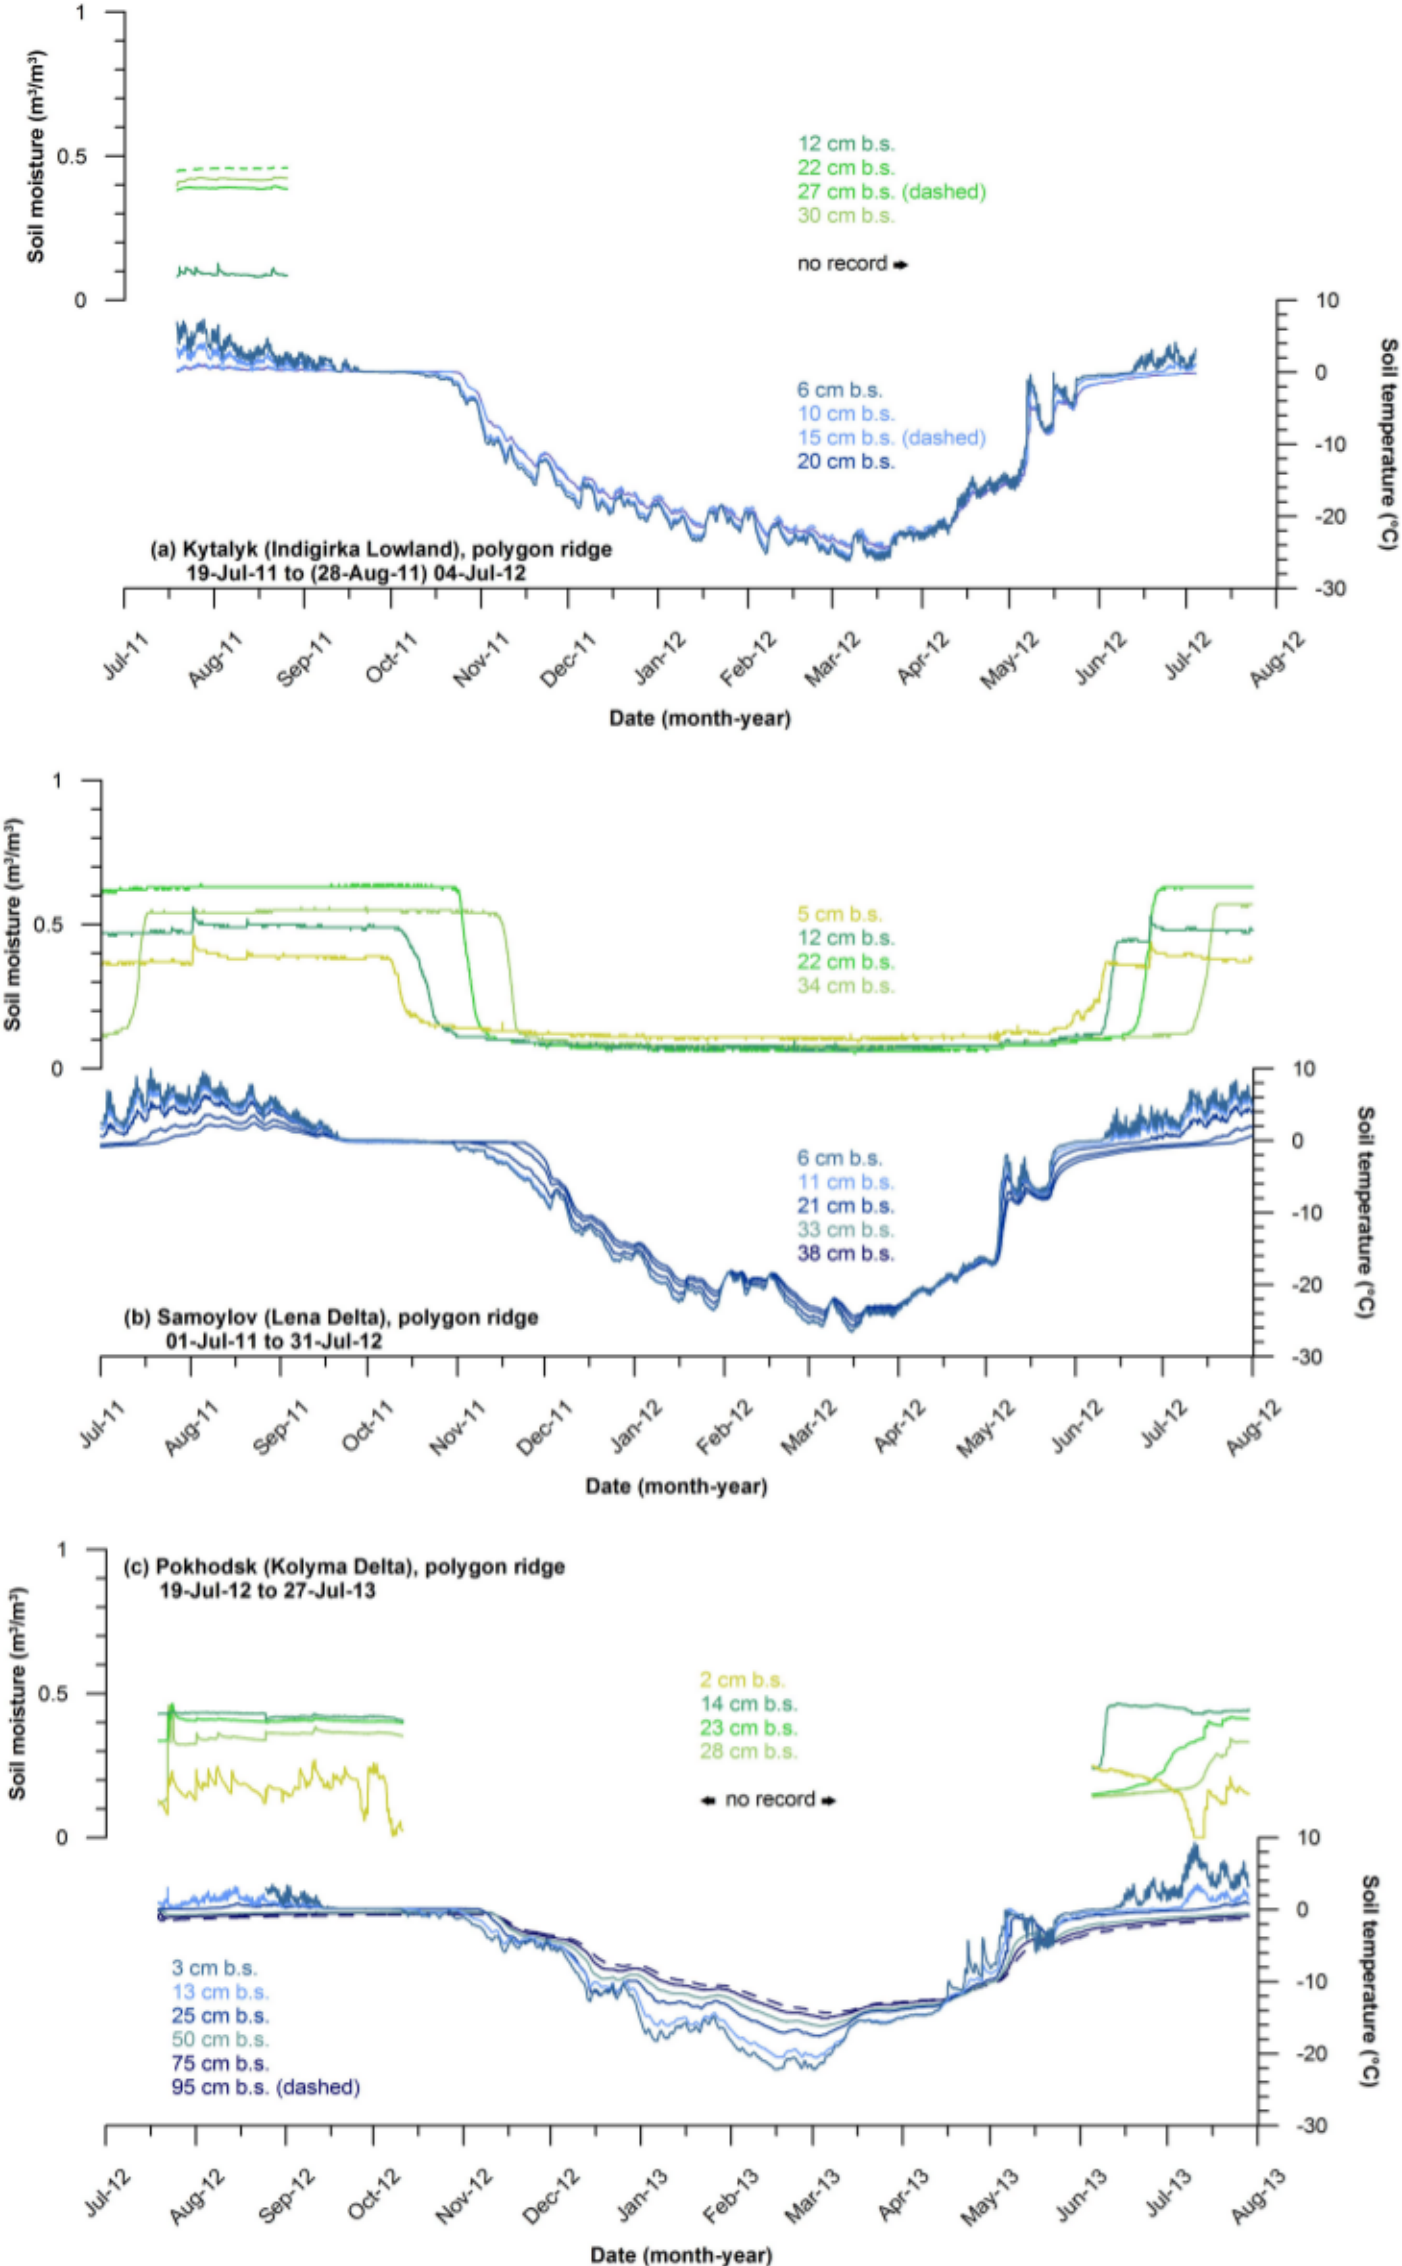 1
0.5
0
Soil moisture (m³/m³)
12 cm b.s.
22 cm b.s.
27 cm b.s. (dashed)
30 cm b.s.
no record
10
0
-10
-20
-30
Soil temperature (°C)
6 cm b.s.
10 cm b.s.
15 cm b.s. (dashed)
20 cm b.s.
(a) Kytalyk (Indigirka Lowland), polygon ridge
19-Jul-11 to (28-Aug-11) 04-Jul-12
Jul-11
Aug-11
Sep-11
Oct-11
Nov-11
Dec-11
Jan-12
Feb-12
Mar-12
Apr-12
May-12
Jun-12
Jul-12
Aug-12
Date (month-year)
1
0.5
0
Soil moisture (m³/m³)
5 cm b.s.
12 cm b.s.
22 cm b.s.
34 cm b.s.
10
0
-10
-20
-30
Soil temperature (°C)
6 cm b.s.
11 cm b.s.
21 cm b.s.
33 cm b.s.
38 cm b.s.
(b) Samoylov (Lena Delta), polygon ridge
01-Jul-11 to 31-Jul-12
Jul-11
Aug-11
Sep-11
Oct-11
Nov-11
Dec-11
Jan-12
Feb-12
Mar-12
Apr-12
May-12
Jun-12
Jul-12
Aug-12
Date (month-year)
(c) Pokhodsk (Kolyma Delta), polygon ridge
19-Jul-12 to 27-Jul-13
1
0.5
0
Soil moisture (m³/m³)
2 cm b.s.
14 cm b.s.
23 cm b.s.
28 cm b.s.
no record
10
0
-10
-20
-30
Soil temperature (°C)
3 cm b.s.
13 cm b.s.
25 cm b.s.
50 cm b.s.
75 cm b.s.
95 cm b.s. (dashed)
Jul-12
Aug-12
Sep-12
Oct-12
Nov-12
Dec-12
Jan-13
Feb-13
Mar-13
Apr-13
May-13
Jun-13
Jul-13
Aug-13
Date (month-year)